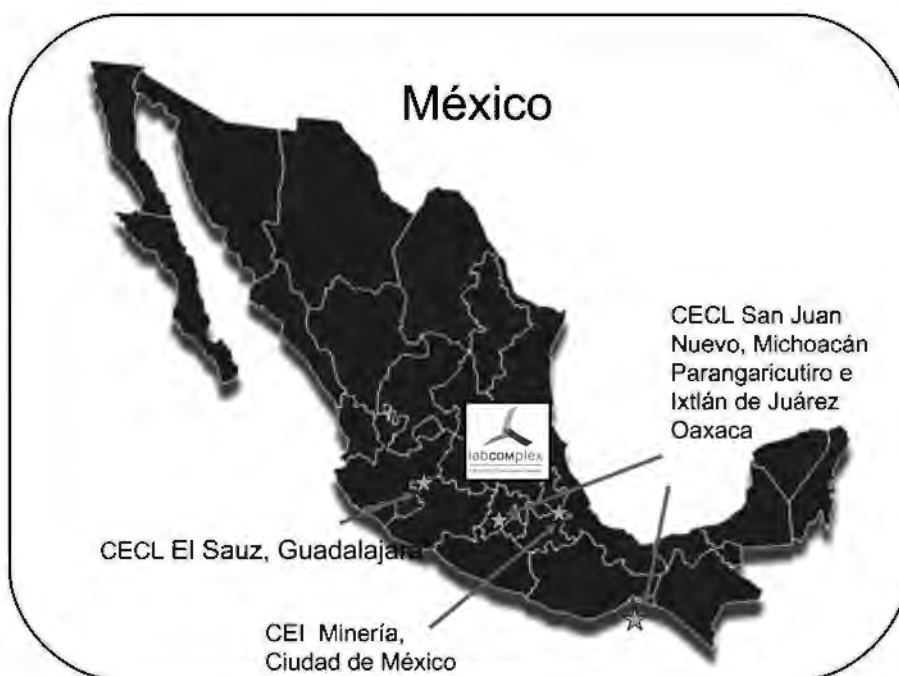 México
CECL San Juan
Nuevo, Michoacán
Parangaricutiro e
Ixtlán de Juárez
Oaxaca
labcomplex
CECL El Sauz, Guadalajara
CEI Minería,
Ciudad de México